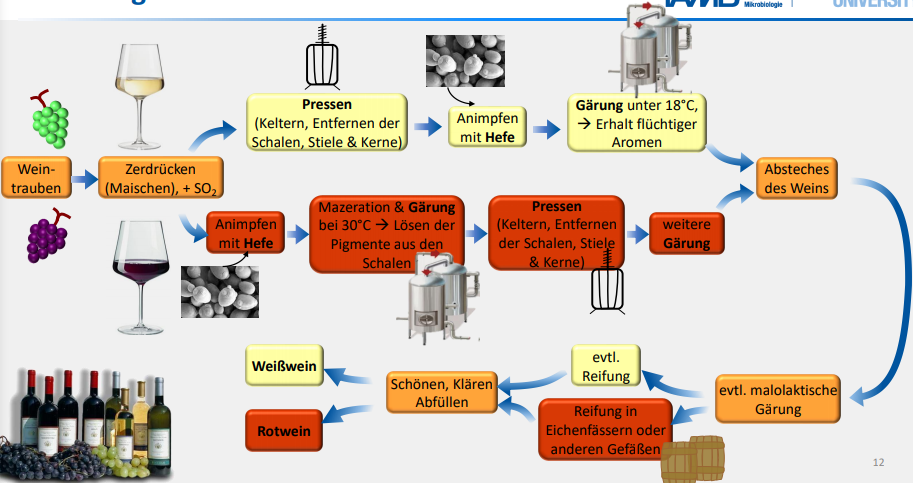 Mikrobiologie
UNIVERSIT
Pressen
(Keltern, Entfernen der
Schalen, Stiele & Kerne)
Animpfen
mit Hefe
Gärung unter 18°C,
→ Erhalt flüchtiger
Aromen
Wein-
trauben
Zerdrücken
(Maischen), + SO₂
Absteches
des Weins
Animpfen
mit Hefe
Mazeration & Gärung
bei 30°C → Lösen der
Pigmente aus den
Schalen
Pressen
(Keltern, Entfernen
der Schalen, Stiele
& Kerne)
weitere
Gärung
Weißwein
Schönen, Klären
Abfüllen
evtl.
Reifung
evtl. malolaktische
Gärung
Rotwein
Reifung in
Eichenfässern oder
anderen Gefäßen
12